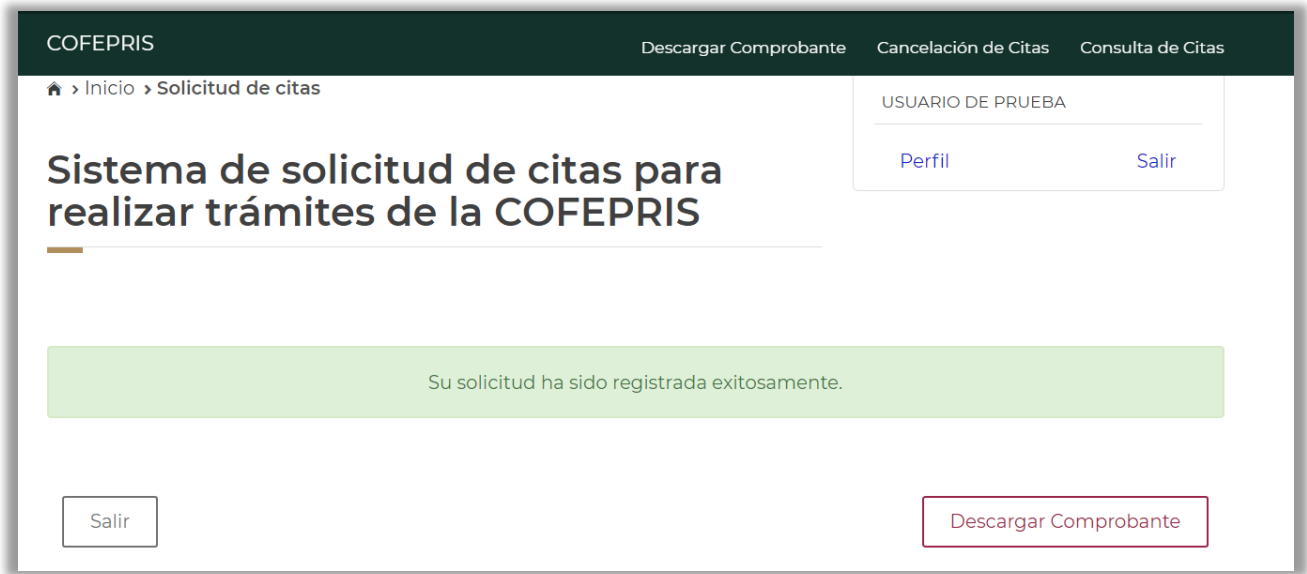 COFEPRIS
Descargar Comprobante Cancelación de Citas Consulta de Citas
> Inicio > Solicitud de citas
USUARIO DE PRUEBA
Perfil Salir
Sistema de solicitud de citas para
realizar trámites de la COFEPRIS
Su solicitud ha sido registrada exitosamente.
Salir
Descargar Comprobante